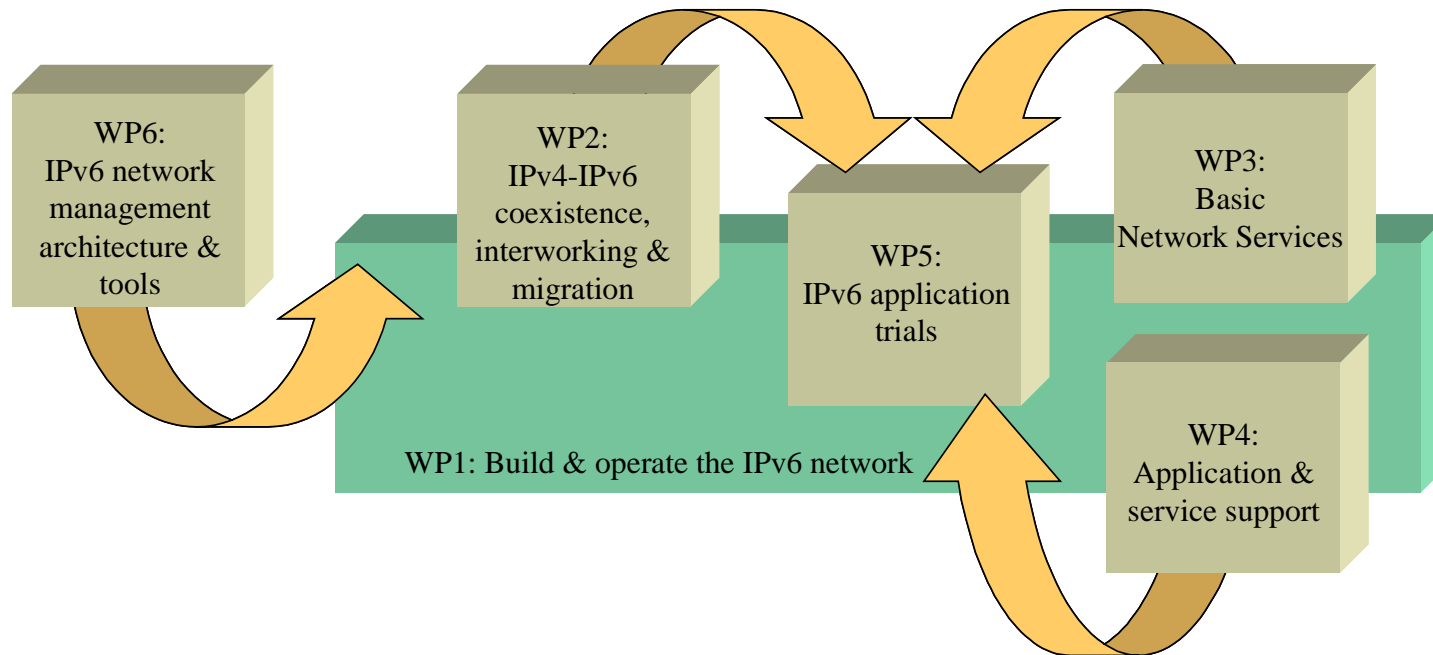 WP6:
IPv6 network
management
architecture &
tools
WP2:
IPv4-IPv6
coexistence,
interworking &
migration
WP5:
IPv6 application
trials
WP3:
Basic
Network Services
WP4:
Application &
service support
WP1: Build & operate the IPv6 network